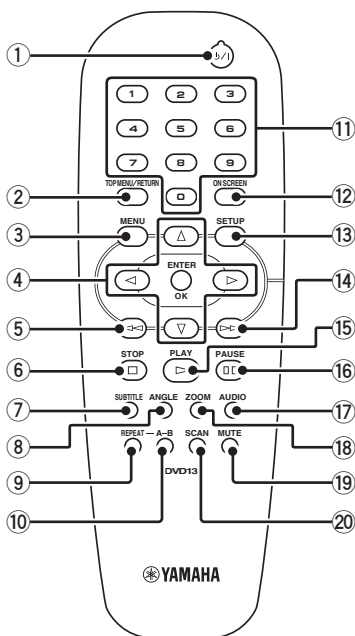 ①
1 2 3
⑪
4 5 6
7 8 9
② TOP MENU/RETURN 0 ON SCREEN ⑫
③ MENU SETUP ⑬
④ ENTER
OK
⑭
⑤
⑮
⑥ STOP PLAY PAUSE ⑯
⑦ SUBTITLE ANGLE ZOOM AUDIO ⑰
⑧ ⑱
⑨ REPEAT — A–B SCAN MUTE ⑲
⑩ DVD13 ⑳
YAMAHA